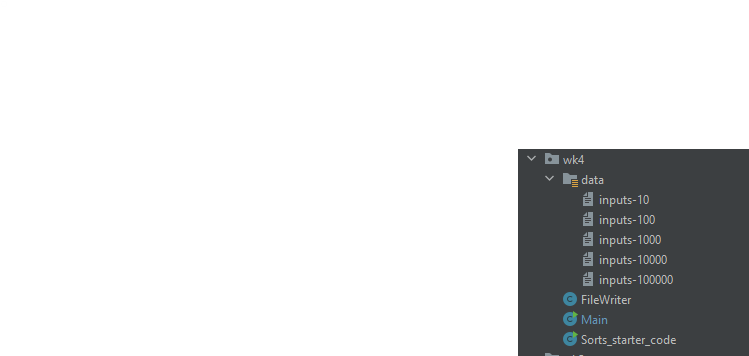 wk4
data
inputs-10
inputs-100
inputs-1000
inputs-10000
inputs-100000
FileWriter
Main
Sorts_starter_code